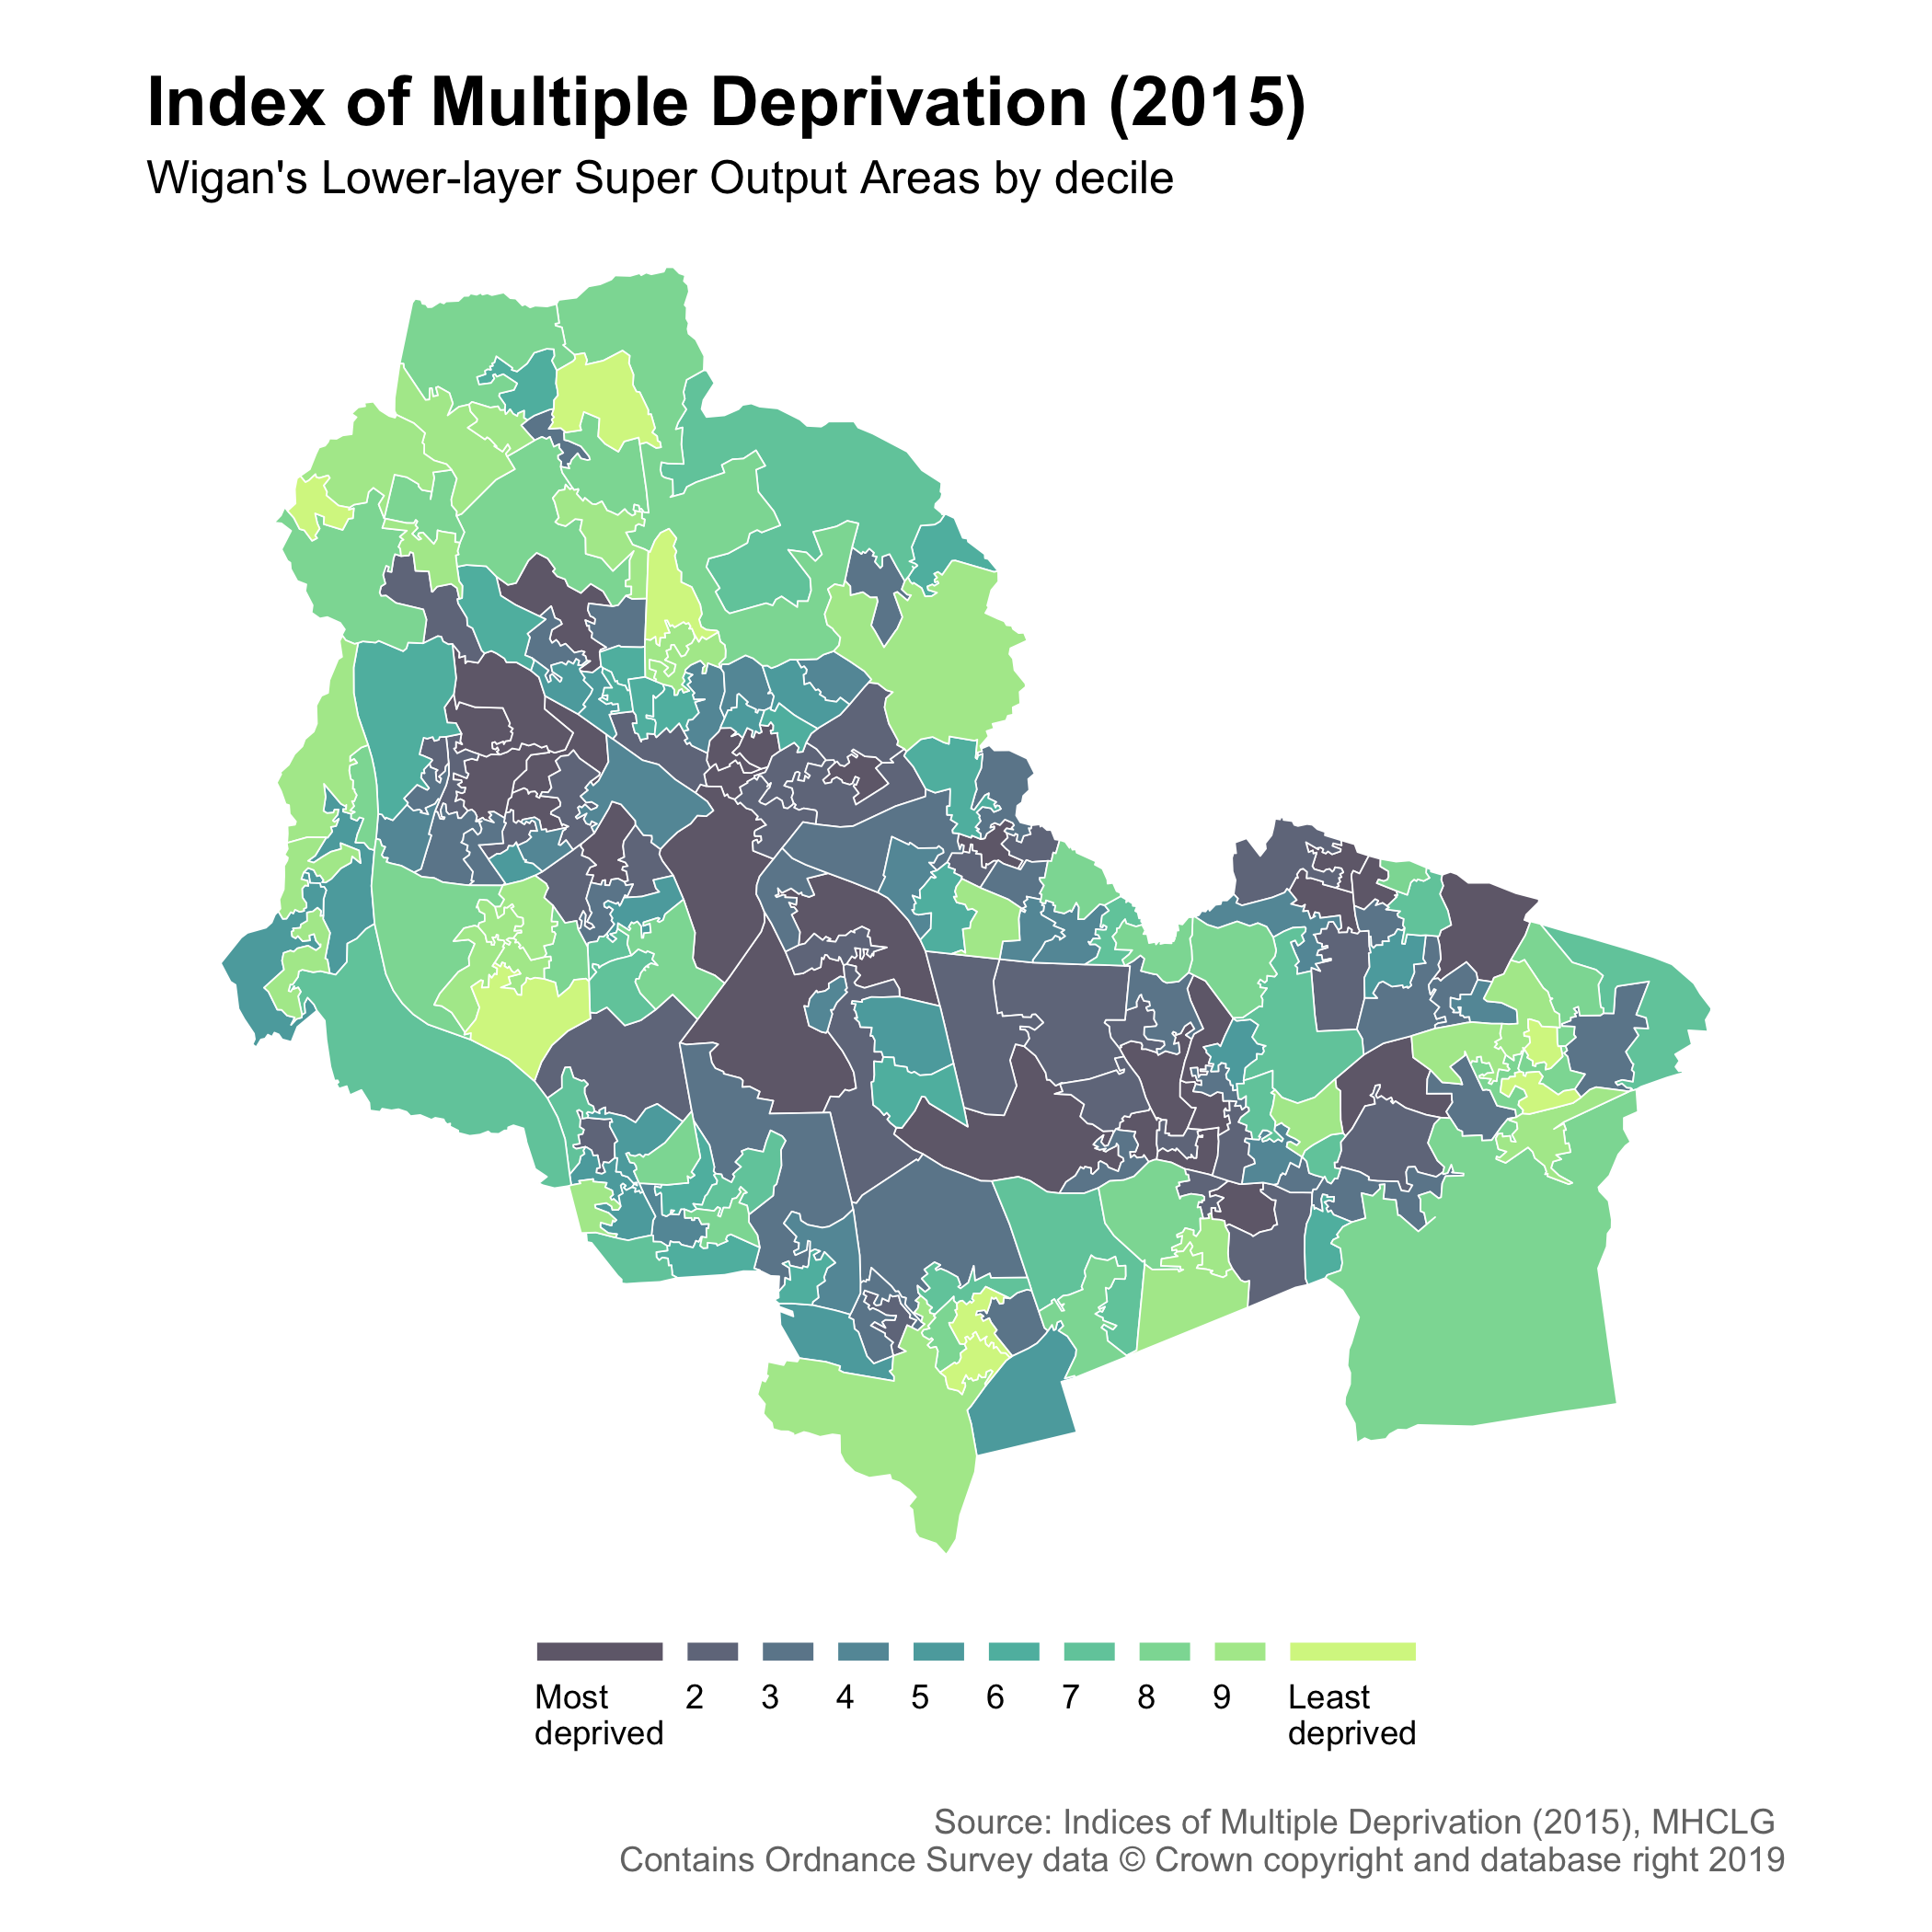 Index of Multiple Deprivation (2015)
Wigan's Lower-layer Super Output Areas by decile
Most deprived 2 3 4 5 6 7 8 9 Least deprived
Source: Indices of Multiple Deprivation (2015), MHCLG
Contains Ordnance Survey data © Crown copyright and database right 2019